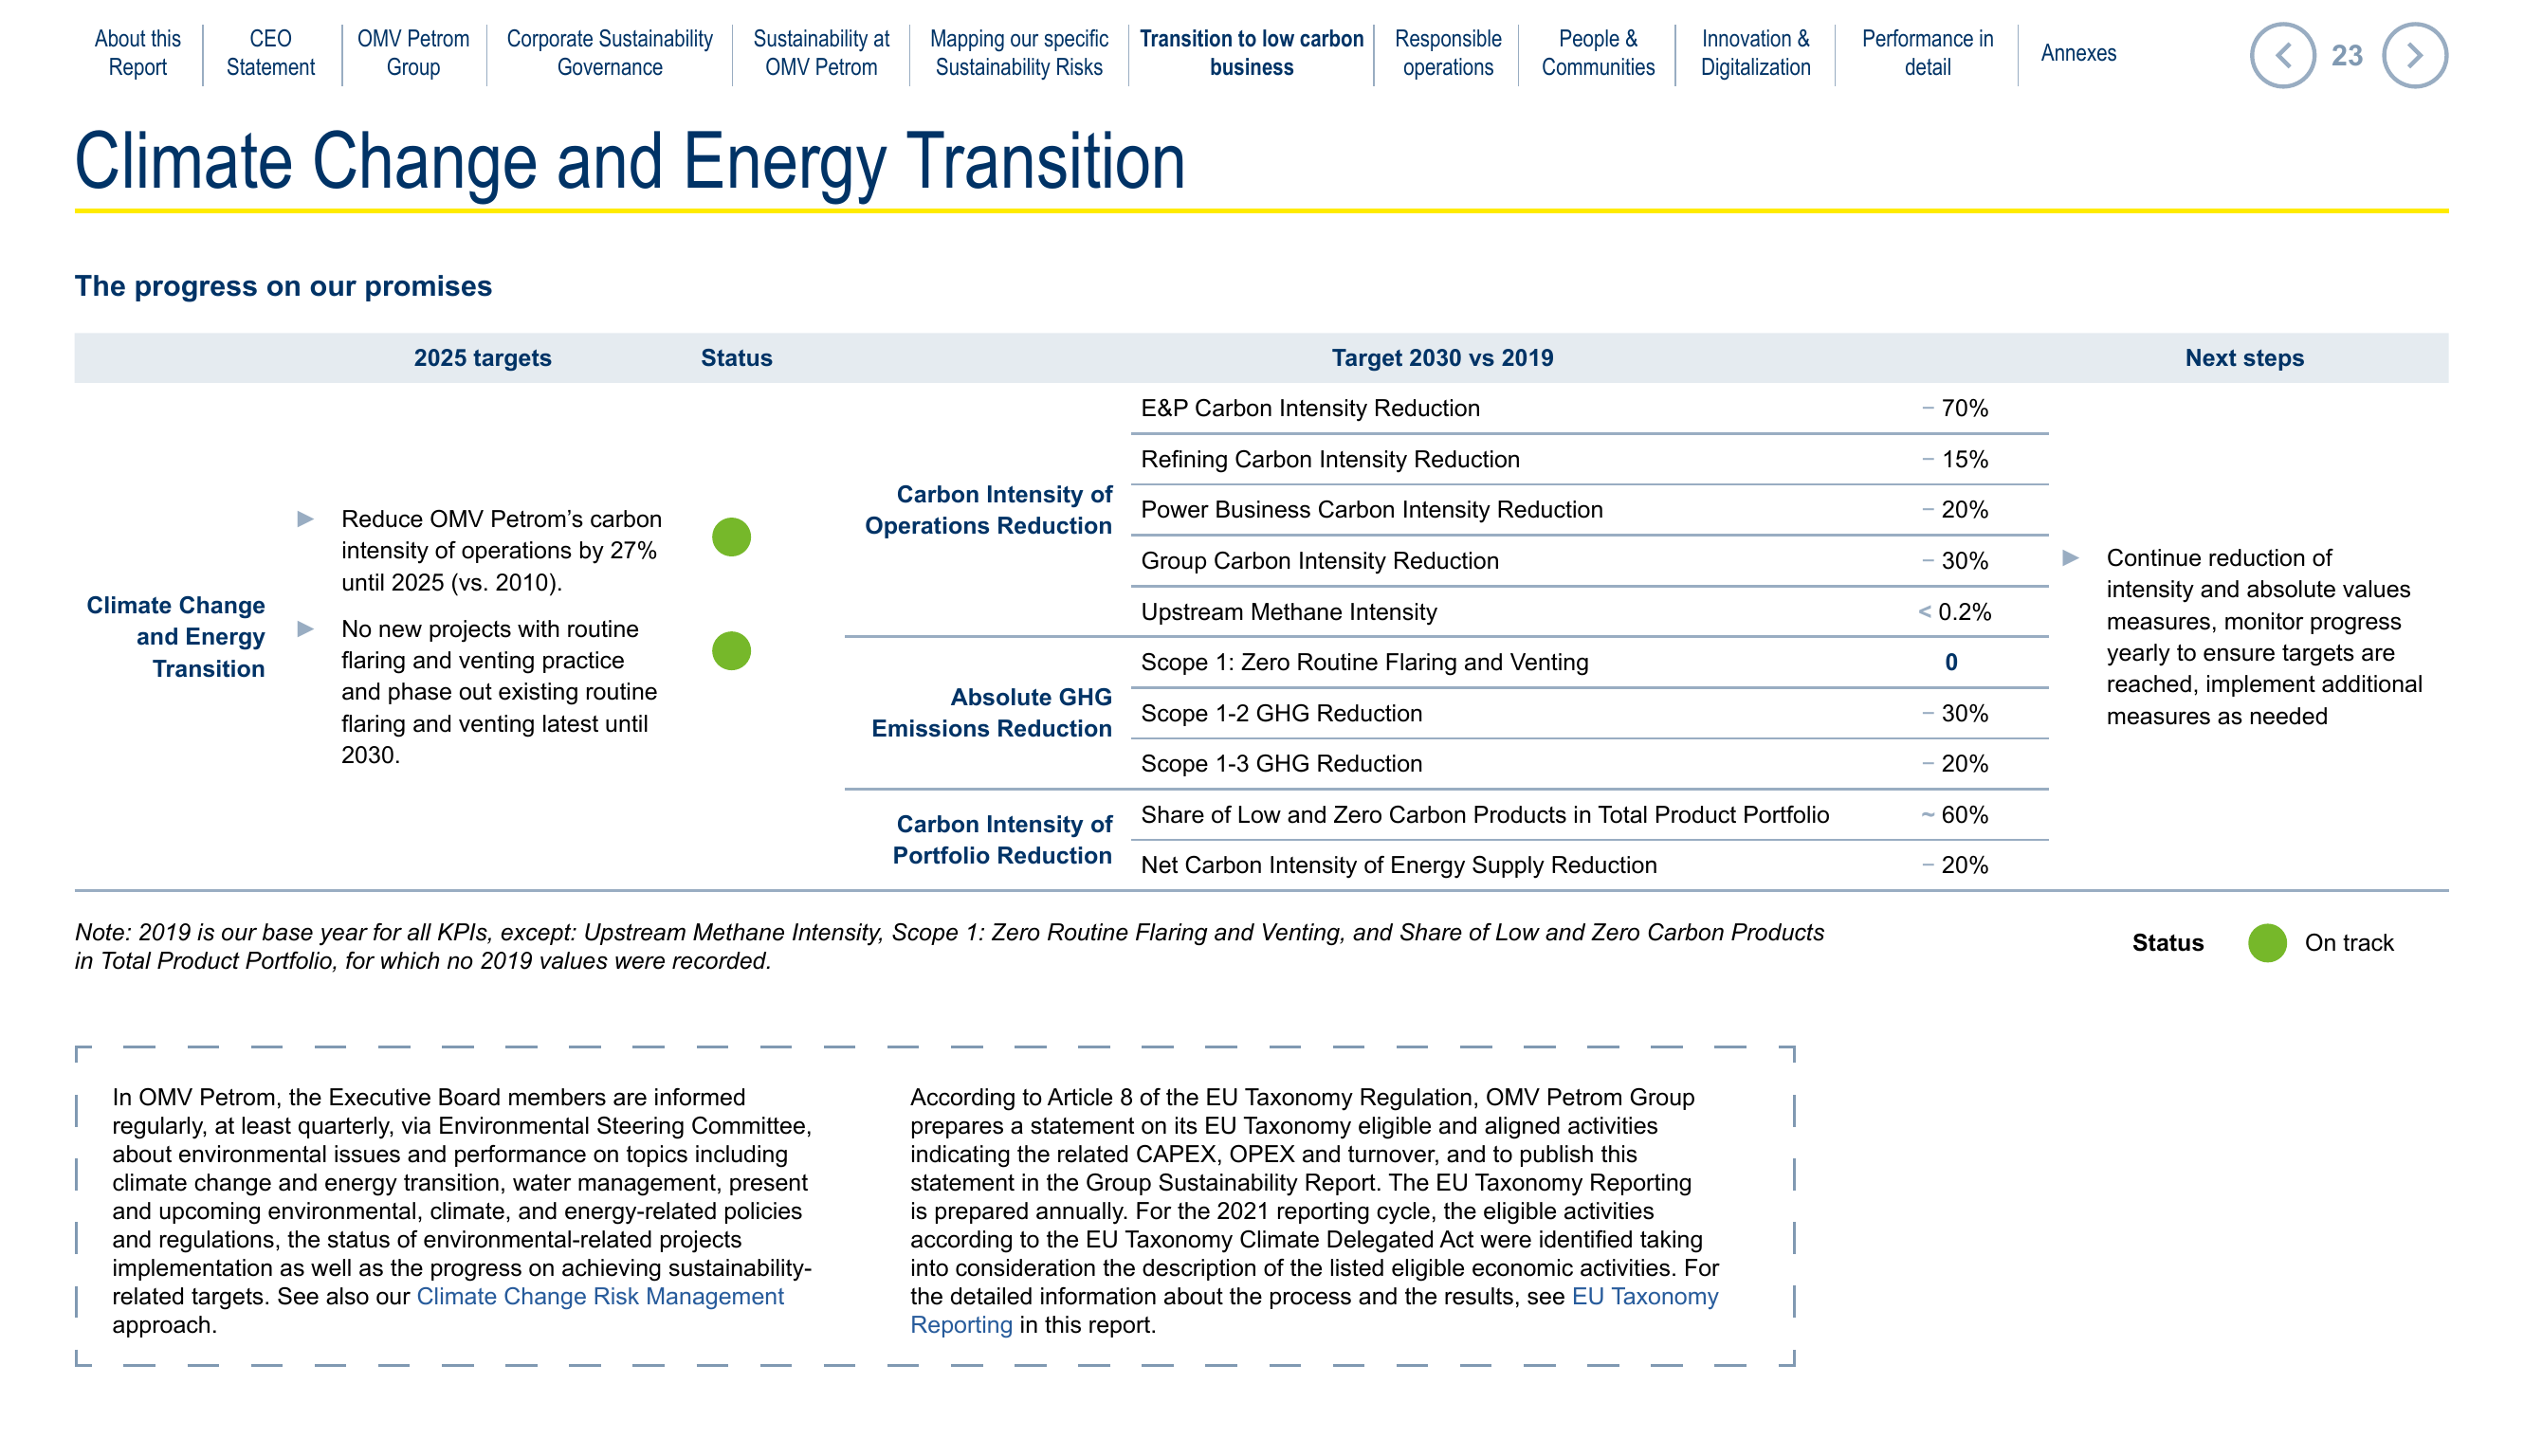 About this
Report
CEO
Statement
OMV Petrom
Group
Corporate Sustainability
Governance
Sustainability at
OMV Petrom
Mapping our specific
Sustainability Risks
Transition to low carbon
business
Responsible
operations
People &
Communities
Innovation &
Digitalization
Performance in
detail
Annexes
23
Climate Change and Energy Transition
The progress on our promises
2025 targets
Status
Target 2030 vs 2019
Next steps
Climate Change
and Energy
Transition
Reduce OMV Petrom’s carbon
intensity of operations by 27%
until 2025 (vs. 2010).
No new projects with routine
flaring and venting practice
and phase out existing routine
flaring and venting latest until
2030.
Carbon Intensity of
Operations Reduction
E&P Carbon Intensity Reduction − 70%
Refining Carbon Intensity Reduction − 15%
Power Business Carbon Intensity Reduction − 20%
Group Carbon Intensity Reduction − 30%
Upstream Methane Intensity < 0.2%
Absolute GHG
Emissions Reduction
Scope 1: Zero Routine Flaring and Venting 0
Scope 1-2 GHG Reduction − 30%
Scope 1-3 GHG Reduction − 20%
Carbon Intensity of
Portfolio Reduction
Share of Low and Zero Carbon Products in Total Product Portfolio ~ 60%
Net Carbon Intensity of Energy Supply Reduction − 20%
Continue reduction of
intensity and absolute values
measures, monitor progress
yearly to ensure targets are
reached, implement additional
measures as needed
Note: 2019 is our base year for all KPIs, except: Upstream Methane Intensity, Scope 1: Zero Routine Flaring and Venting, and Share of Low and Zero Carbon Products
in Total Product Portfolio, for which no 2019 values were recorded.
Status On track
In OMV Petrom, the Executive Board members are informed
regularly, at least quarterly, via Environmental Steering Committee,
about environmental issues and performance on topics including
climate change and energy transition, water management, present
and upcoming environmental, climate, and energy-related policies
and regulations, the status of environmental-related projects
implementation as well as the progress on achieving sustainability-
related targets. See also our Climate Change Risk Management
approach.
According to Article 8 of the EU Taxonomy Regulation, OMV Petrom Group
prepares a statement on its EU Taxonomy eligible and aligned activities
indicating the related CAPEX, OPEX and turnover, and to publish this
statement in the Group Sustainability Report. The EU Taxonomy Reporting
is prepared annually. For the 2021 reporting cycle, the eligible activities
according to the EU Taxonomy Climate Delegated Act were identified taking
into consideration the description of the listed eligible economic activities. For
the detailed information about the process and the results, see EU Taxonomy
Reporting in this report.